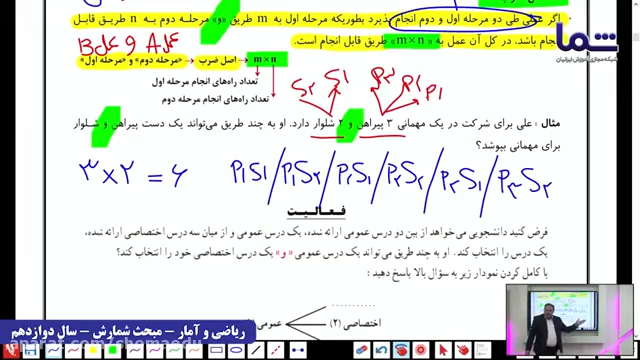 اگر عملی طی دو مرحله اول و دوم انجام پذیرد بطوریکه مرحله اول به m طریق «و» مرحله دوم به n طریق قابل
انجام باشد. در کل آن عمل به « m×n » طریق قابل انجام است.
عمل A و عمل B
شما
شبکه مجازی آموزش ایرانیان
«مرحله دوم» و «مرحله اول» → اصل ضرب → m × n
تعداد راه‌های انجام مرحله اول
تعداد راه‌های انجام مرحله دوم
S۲ S۱ P۳ P۲ P۱
مثال : علی برای شرکت در یک مهمانی ۳ پیراهن و ۲ شلوار دارد. او به چند طریق می‌تواند یک دست پیراهن و شلوار
برای مهمانی بپوشد؟
۳ × ۲ = ۶ P۱S۱ / P۱S۲ / P۲S۱ / P۲S۲ / P۳S۱ / P۳S۲
فعالیت
فرض کنید دانشجویی می‌خواهد از بین دو درس عمومی ارائه شده، یک درس عمومی و از میان سه درس اختصاصی ارائه شده،
یک درس را انتخاب کند. او به چند طریق می‌تواند یک درس عمومی «و» یک درس اختصاصی خود را انتخاب کند؟
با کامل کردن نمودار زیر به سؤال بالا پاسخ دهید :
اختصاصی (۲)
ریاضی و آمار - مبحث شمارش - سال دوازدهم
aparat.com/shomaedu